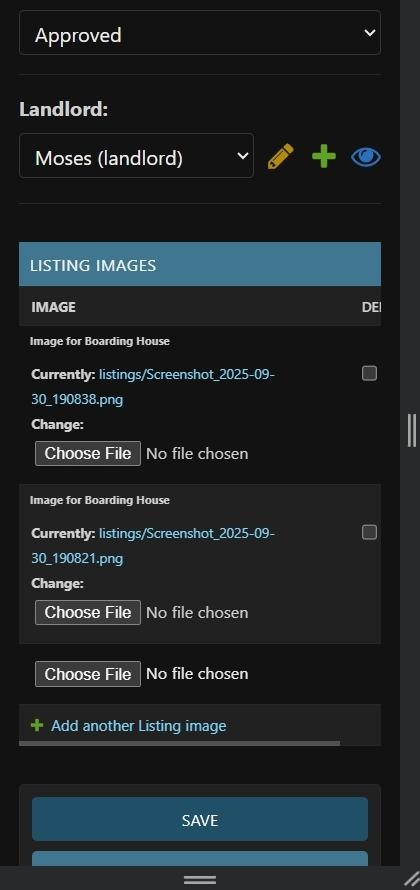 Approved
Landlord:
Moses (landlord)
LISTING IMAGES
IMAGE
Image for Boarding House
Currently: listings/Screenshot_2025-09-
30_190838.png
Change:
Choose File No file chosen
Image for Boarding House
Currently: listings/Screenshot_2025-09-
30_190821.png
Change:
Choose File No file chosen
Choose File No file chosen
Add another Listing image
SAVE